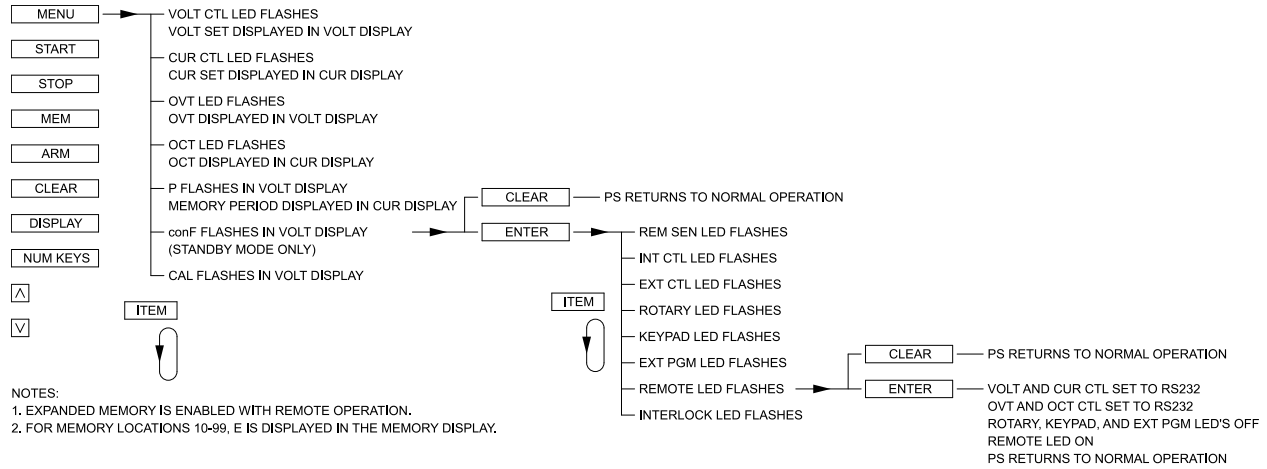 MENU
START
STOP
MEM
ARM
CLEAR
DISPLAY
NUM KEYS
VOLT CTL LED FLASHES
VOLT SET DISPLAYED IN VOLT DISPLAY
CUR CTL LED FLASHES
CUR SET DISPLAYED IN CUR DISPLAY
OVT LED FLASHES
OVT DISPLAYED IN VOLT DISPLAY
OCT LED FLASHES
OCT DISPLAYED IN CUR DISPLAY
P FLASHES IN VOLT DISPLAY
MEMORY PERIOD DISPLAYED IN CUR DISPLAY
conF FLASHES IN VOLT DISPLAY
(STANDBY MODE ONLY)
CAL FLASHES IN VOLT DISPLAY
ITEM
CLEAR
PS RETURNS TO NORMAL OPERATION
ENTER
REM SEN LED FLASHES
INT CTL LED FLASHES
EXT CTL LED FLASHES
ROTARY LED FLASHES
KEYPAD LED FLASHES
EXT PGM LED FLASHES
REMOTE LED FLASHES
INTERLOCK LED FLASHES
ITEM
CLEAR
PS RETURNS TO NORMAL OPERATION
ENTER
VOLT AND CUR CTL SET TO RS232
OVT AND OCT CTL SET TO RS232
ROTARY, KEYPAD, AND EXT PGM LED'S OFF
REMOTE LED ON
PS RETURNS TO NORMAL OPERATION
NOTES:
1. EXPANDED MEMORY IS ENABLED WITH REMOTE OPERATION.
2. FOR MEMORY LOCATIONS 10-99, E IS DISPLAYED IN THE MEMORY DISPLAY.